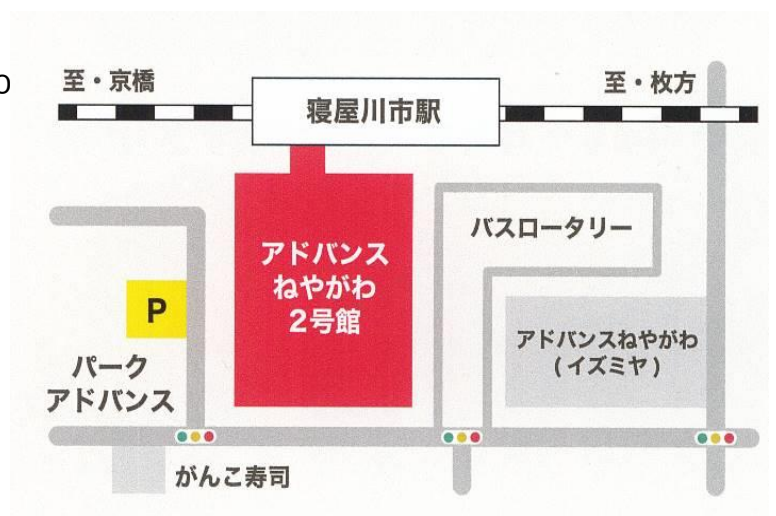 至・京橋
至・枚方
寝屋川市駅
アドバンス
ねやがわ
2号館
バスロータリー
P
パーク
アドバンス
アドバンスねやがわ
(イズミヤ)
がんこ寿司